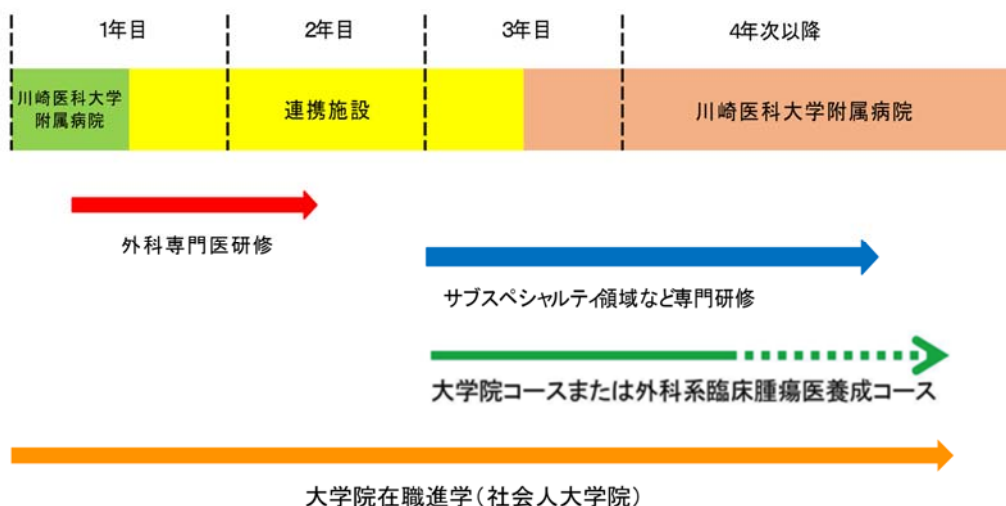 1年目
2年目
3年目
4年次以降
川崎医科大学
附属病院
連携施設
川崎医科大学附属病院
外科専門医研修
サブスペシャルティ領域など専門研修
大学院コースまたは外科系臨床腫瘍医養成コース
大学院在職進学(社会人大学院)